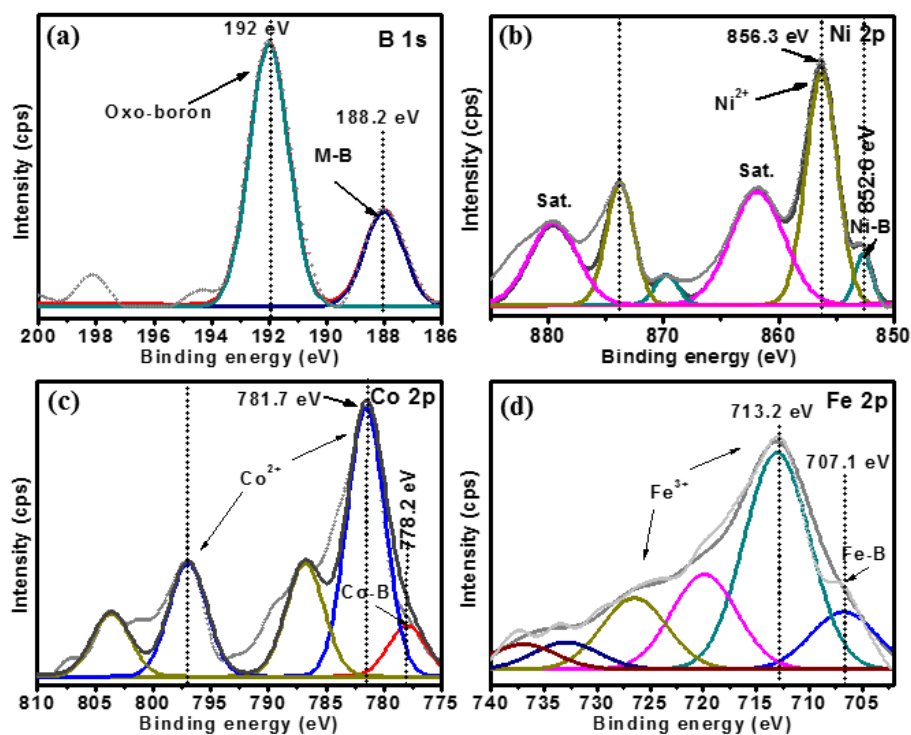 (a)
192 eV
B 1s
Oxo-boron
188.2 eV
M-B
Intensity (cps)
200 198 196 194 192 190 188 186
Binding energy (eV)
(b)
Ni 2p
856.3 eV
Ni2+
852.6 eV
Sat.
Sat.
Ni-B
Intensity (cps)
880 870 860 850
Binding energy (eV)
(c)
Co 2p
781.7 eV
Co2+
778.2 eV
Co-B
Intensity (cps)
810 805 800 795 790 785 780 775
Binding energy (eV)
(d)
Fe 2p
713.2 eV
707.1 eV
Fe3+
Fe-B
Intensity (cps)
740 735 730 725 720 715 710 705
Binding energy (eV)